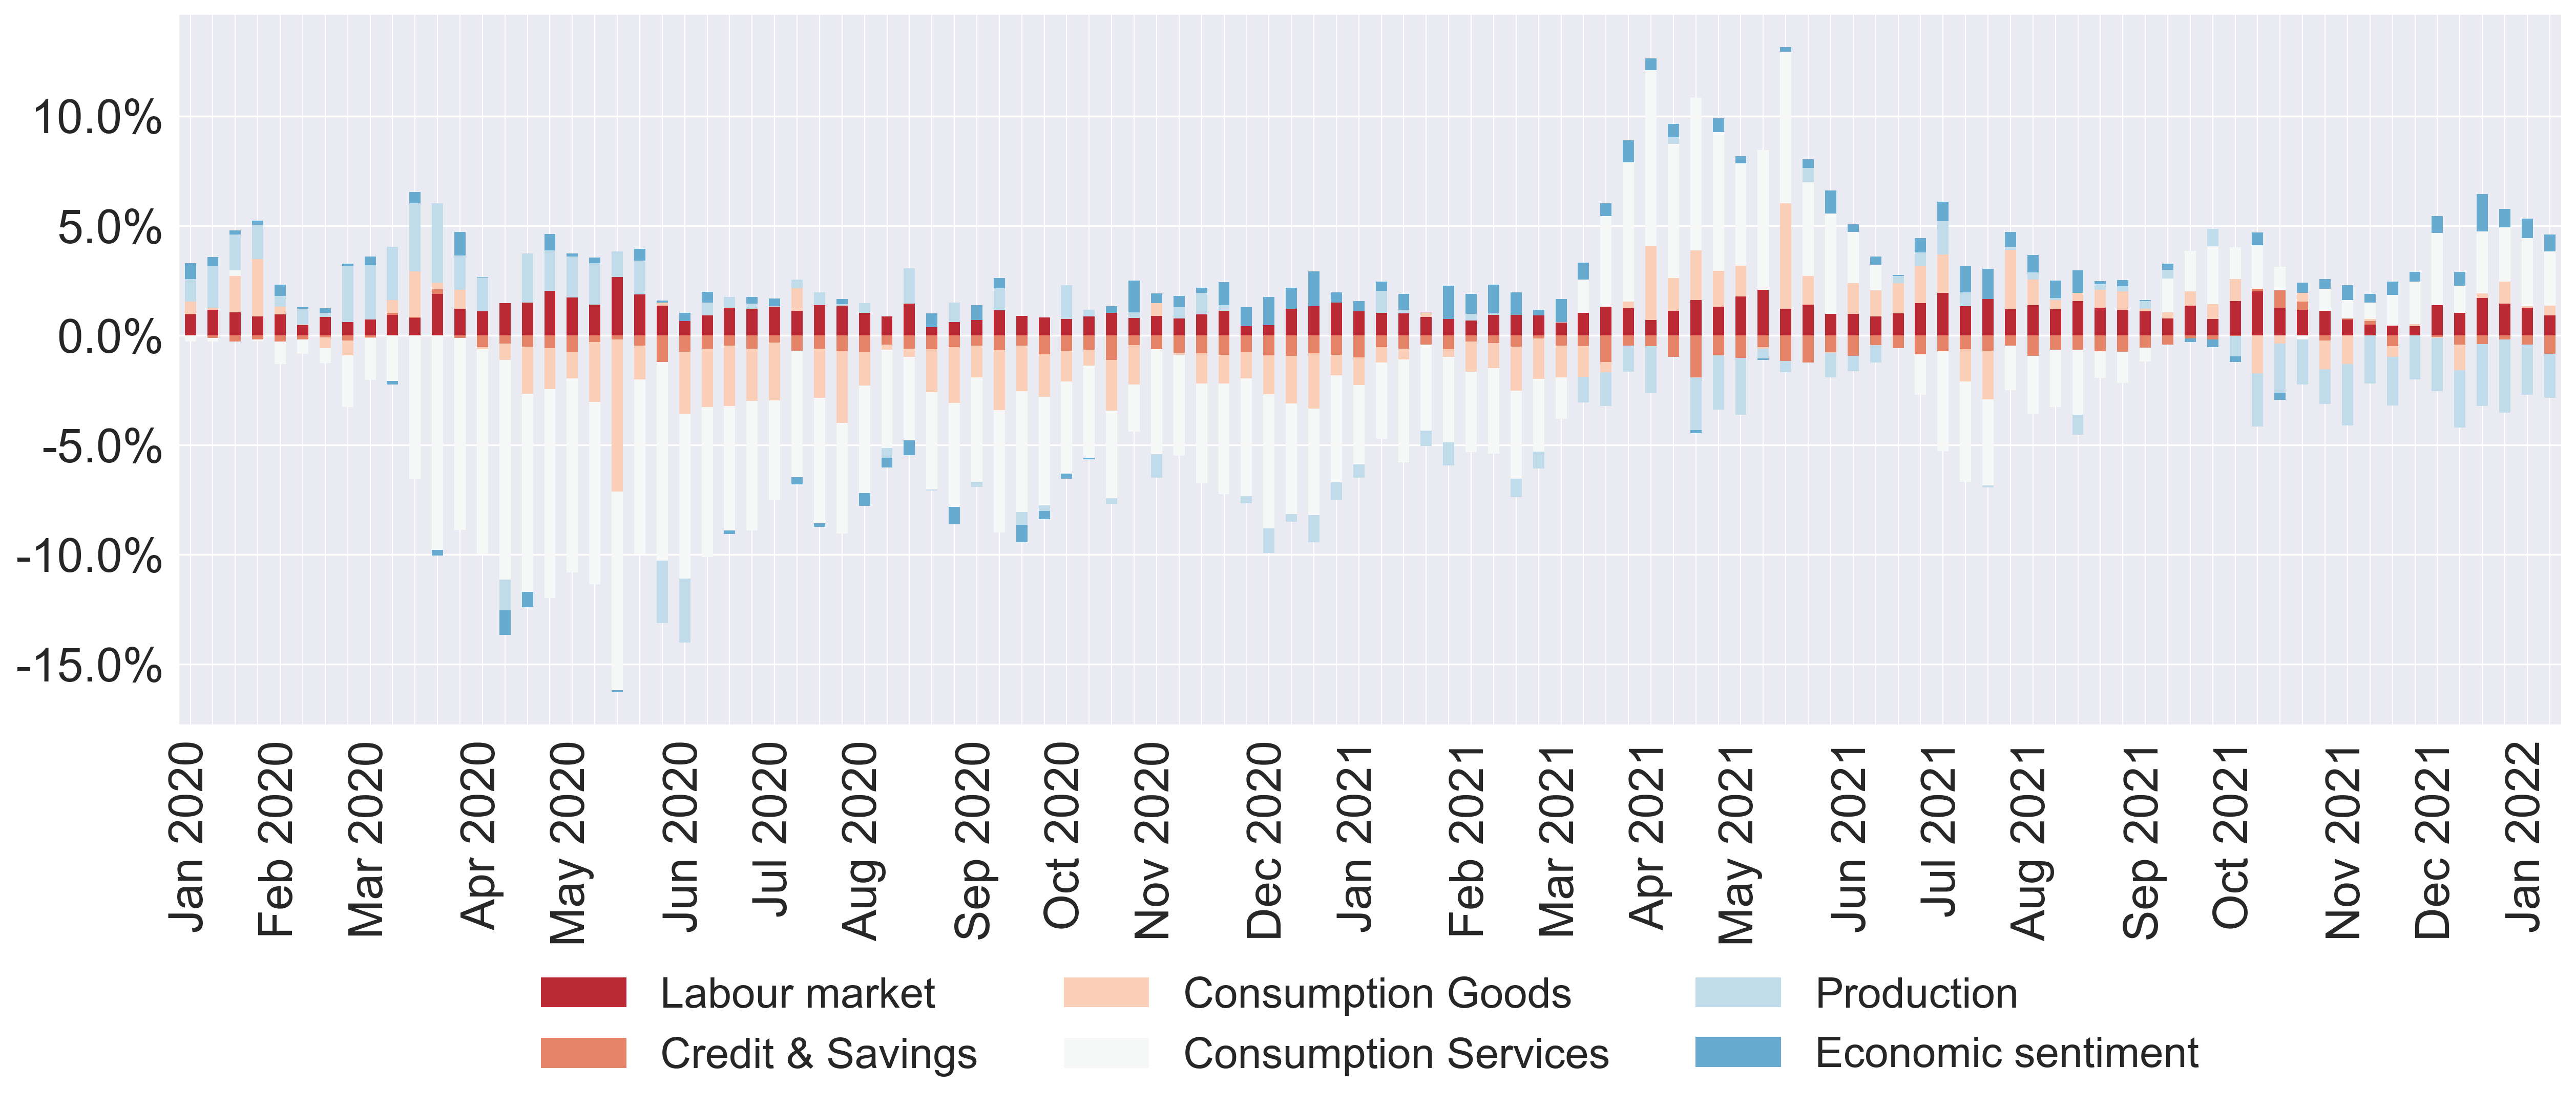 10.0%
5.0%
0.0%
-5.0%
-10.0%
-15.0%
Jan 2020
Feb 2020
Mar 2020
Apr 2020
May 2020
Jun 2020
Jul 2020
Aug 2020
Sep 2020
Oct 2020
Nov 2020
Dec 2020
Jan 2021
Feb 2021
Mar 2021
Apr 2021
May 2021
Jun 2021
Jul 2021
Aug 2021
Sep 2021
Oct 2021
Nov 2021
Dec 2021
Jan 2022
Labour market
Consumption Goods
Production
Credit & Savings
Consumption Services
Economic sentiment